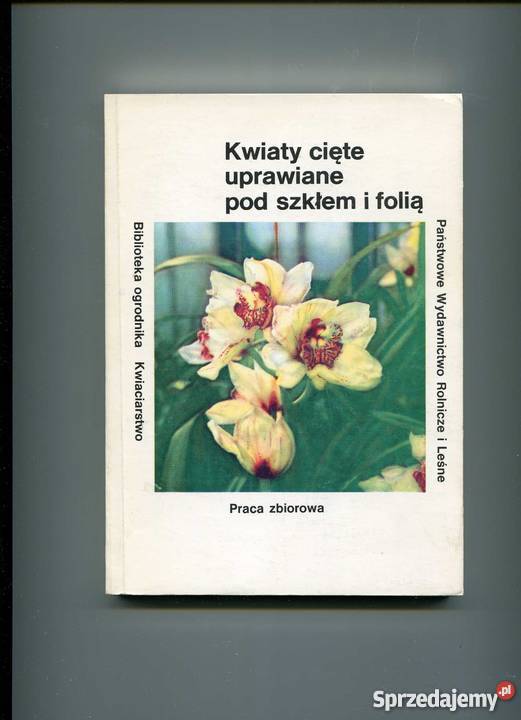 Kwiaty cięte
uprawiane
pod szkłem i folią
Biblioteka ogrodnika Kwiaciarstwo
Państwowe Wydawnictwo Rolnicze i Leśne
Praca zbiorowa
Sprzedajemy.pl